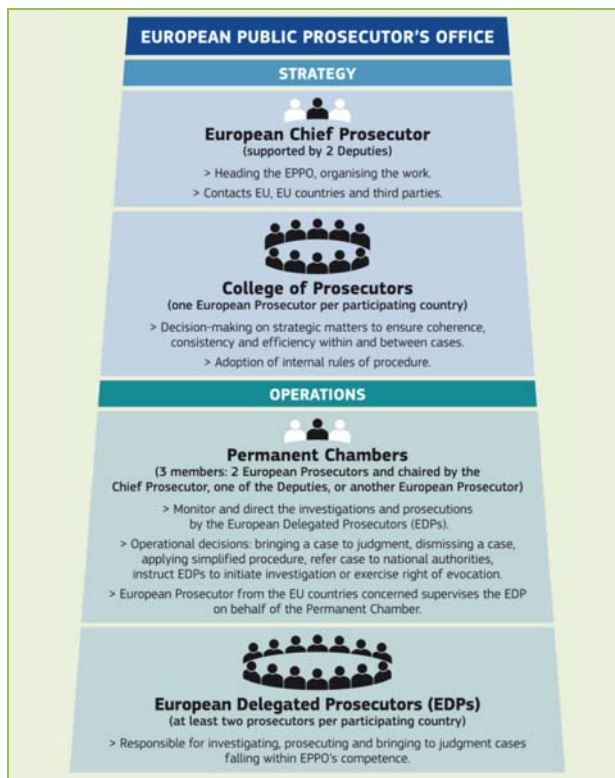 EUROPEAN PUBLIC PROSECUTOR'S OFFICE
STRATEGY
European Chief Prosecutor
(supported by 2 Deputies)
> Heading the EPPO, organising the work.
> Contacts EU, EU countries and third parties.
College of Prosecutors
(one European Prosecutor per participating country)
> Decision-making on strategic matters to ensure coherence,
consistency and efficiency within and between cases.
> Adoption of internal rules of procedure.
OPERATIONS
Permanent Chambers
(3 members: 2 European Prosecutors and chaired by the
Chief Prosecutor, one of the Deputies, or another European Prosecutor)
> Monitor and direct the investigations and prosecutions
by the European Delegated Prosecutors (EDPs).
> Operational decisions: bringing a case to judgment, dismissing a case,
applying simplified procedure, refer case to national authorities,
instruct EDPs to initiate investigation or exercise right of evocation.
> European Prosecutor from the EU countries concerned supervises the EDP
on behalf of the Permanent Chamber.
European Delegated Prosecutors (EDPs)
(at least two prosecutors per participating country)
> Responsible for investigating, prosecuting and bringing to judgment cases
falling within EPPO's competence.